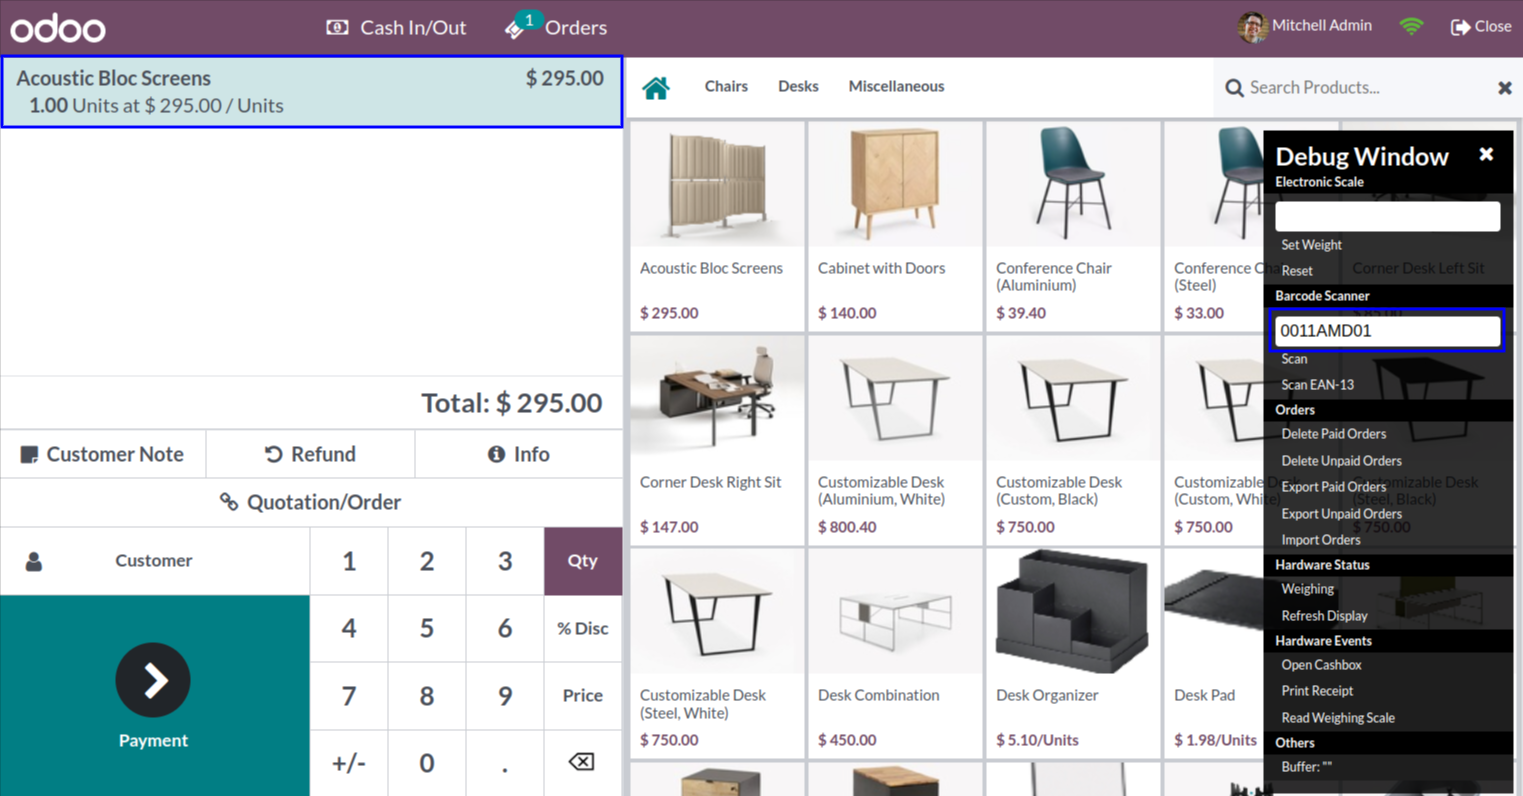 odoo
Cash In/Out
1
Orders
Mitchell Admin
Close
Acoustic Bloc Screens
$ 295.00
1.00 Units at $ 295.00 / Units
Total: $ 295.00
Customer Note
Refund
Info
Quotation/Order
Customer
1
2
3
Qty
4
5
6
% Disc
7
8
9
Price
+/-
0
.
Payment
Chairs
Desks
Miscellaneous
Search Products...
Acoustic Bloc Screens
$ 295.00
Cabinet with Doors
$ 140.00
Conference Chair
(Aluminium)
$ 39.40
Conference Chair
(Steel)
$ 33.00
Corner Desk Left Sit
$ 85.00
Corner Desk Right Sit
$ 147.00
Customizable Desk
(Aluminium, White)
$ 800.40
Customizable Desk
(Custom, Black)
$ 750.00
Customizable Desk
(Custom, White)
$ 750.00
Customizable Desk
(Steel, Black)
$ 750.00
Customizable Desk
(Steel, White)
$ 750.00
Desk Combination
$ 450.00
Desk Organizer
$ 5.10/Units
Desk Pad
$ 1.98/Units
Debug Window
Electronic Scale
Set Weight
Reset
Barcode Scanner
0011AMD01
Scan
Scan EAN-13
Orders
Delete Paid Orders
Delete Unpaid Orders
Export Paid Orders
Export Unpaid Orders
Import Orders
Hardware Status
Weighing
Refresh Display
Hardware Events
Open Cashbox
Print Receipt
Read Weighing Scale
Others
Buffer: ""